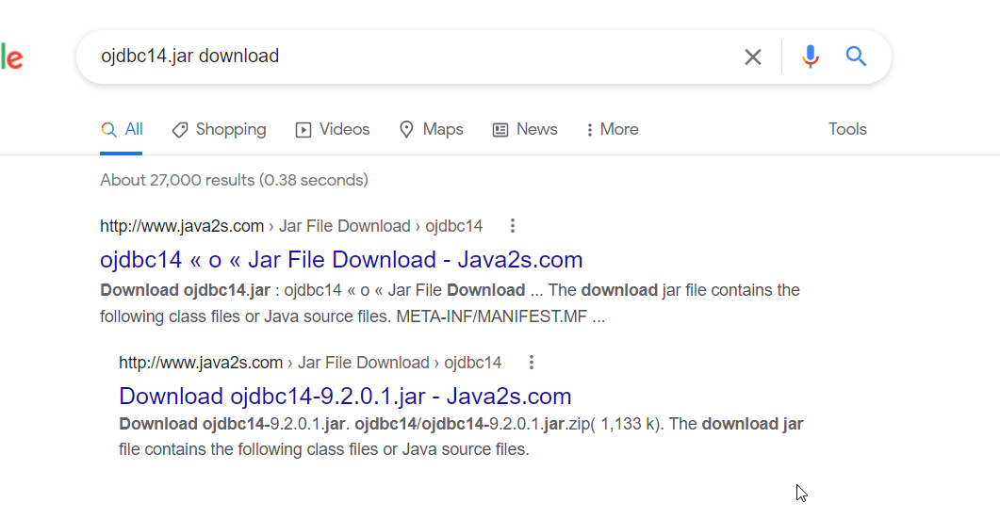 le
ojdbc14.jar download
All Shopping Videos Maps News More Tools
About 27,000 results (0.38 seconds)
http://www.java2s.com › Jar File Download › ojdbc14
ojdbc14 « o « Jar File Download - Java2s.com
Download ojdbc14.jar : ojdbc14 « o « Jar File Download ... The download jar file contains the
following class files or Java source files. META-INF/MANIFEST.MF ...
http://www.java2s.com › Jar File Download › ojdbc14
Download ojdbc14-9.2.0.1.jar - Java2s.com
Download ojdbc14-9.2.0.1.jar. ojdbc14/ojdbc14-9.2.0.1.jar.zip( 1,133 k). The download jar
file contains the following class files or Java source files.